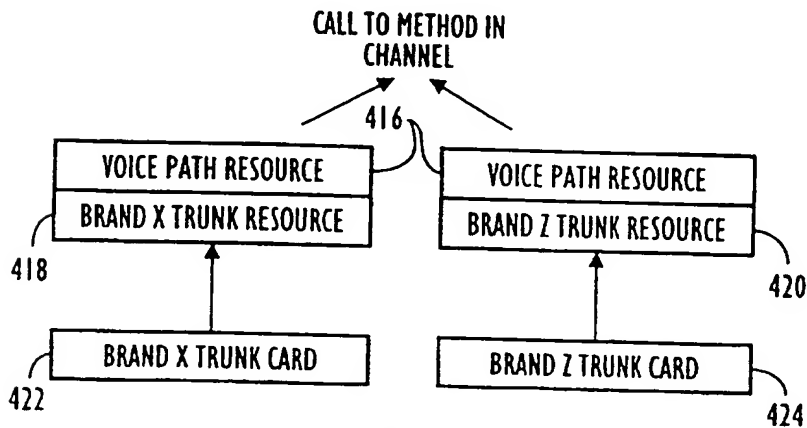 CALL TO METHOD IN
CHANNEL
416
VOICE PATH RESOURCE
BRAND X TRUNK RESOURCE
418
VOICE PATH RESOURCE
BRAND Z TRUNK RESOURCE
420
BRAND X TRUNK CARD
422
BRAND Z TRUNK CARD
424